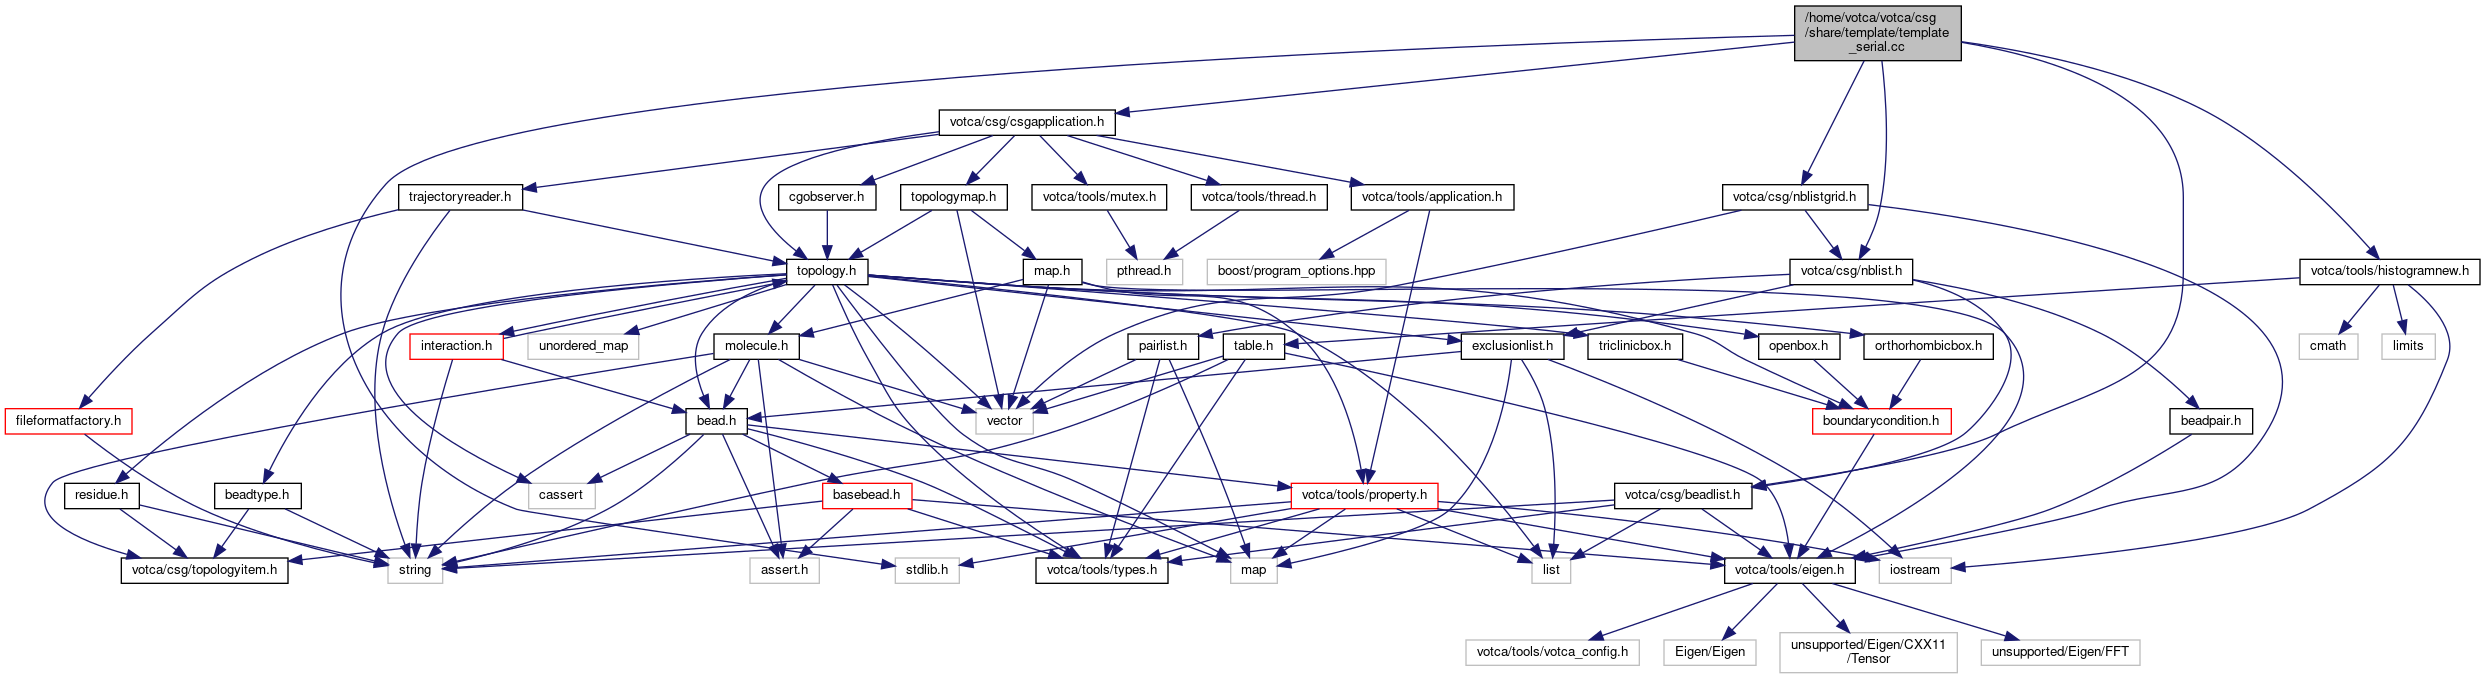 /home/votca/votca/csg
/share/template/template
_serial.cc
votca/csg/csgapplication.h
trajectoryreader.h
cgobserver.h
topologymap.h
votca/tools/mutex.h
votca/tools/thread.h
votca/tools/application.h
votca/csg/nblistgrid.h
topology.h
map.h
pthread.h
boost/program_options.hpp
votca/csg/nblist.h
votca/tools/histogramnew.h
interaction.h
unordered_map
molecule.h
pairlist.h
table.h
exclusionlist.h
triclinicbox.h
openbox.h
orthorhombicbox.h
cmath
limits
fileformatfactory.h
bead.h
vector
boundarycondition.h
beadpair.h
residue.h
beadtype.h
cassert
basebead.h
votca/tools/property.h
votca/csg/beadlist.h
votca/csg/topologyitem.h
string
assert.h
stdlib.h
votca/tools/types.h
map
list
votca/tools/eigen.h
iostream
votca/tools/votca_config.h
Eigen/Eigen
unsupported/Eigen/CXX11
/Tensor
unsupported/Eigen/FFT